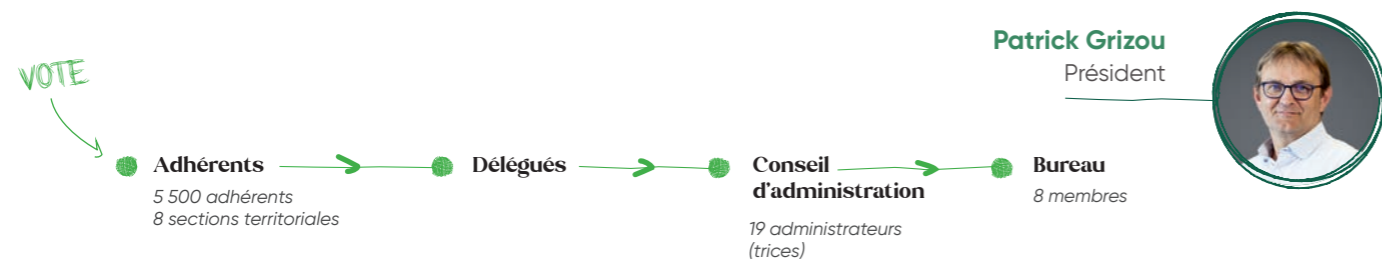 Patrick Grizou
Président
VOTE
Adhérents
5 500 adhérents
8 sections territoriales
Délégués
Conseil
d'administration
19 administrateurs
(trices)
Bureau
8 membres